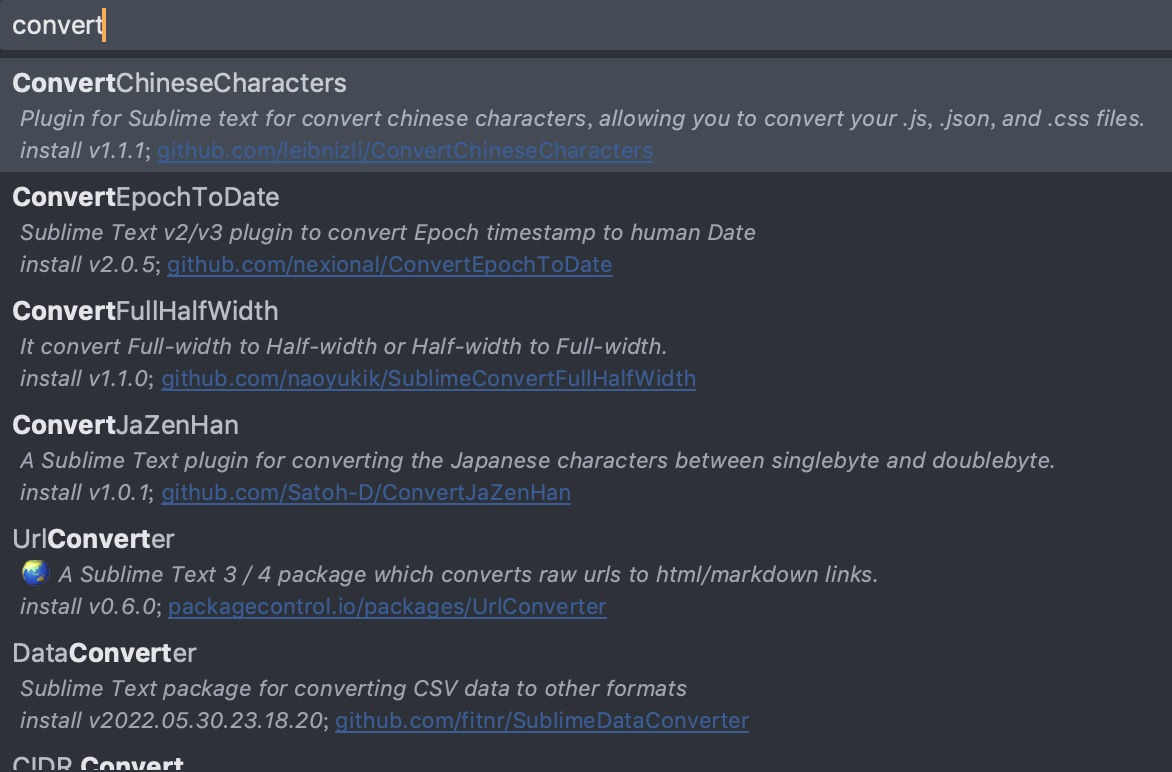 convert
ConvertChineseCharacters
Plugin for Sublime text for convert chinese characters, allowing you to convert your .js, .json, and .css files.
install v1.1.1; github.com/leibnizli/ConvertChineseCharacters
ConvertEpochToDate
Sublime Text v2/v3 plugin to convert Epoch timestamp to human Date
install v2.0.5; github.com/nexional/ConvertEpochToDate
ConvertFullHalfWidth
It convert Full-width to Half-width or Half-width to Full-width.
install v1.1.0; github.com/naoyukik/SublimeConvertFullHalfWidth
ConvertJaZenHan
A Sublime Text plugin for converting the Japanese characters between singlebyte and doublebyte.
install v1.0.1; github.com/Satoh-D/ConvertJaZenHan
UrlConverter
🌏 A Sublime Text 3 / 4 package which converts raw urls to html/markdown links.
install v0.6.0; packagecontrol.io/packages/UrlConverter
DataConverter
Sublime Text package for converting CSV data to other formats
install v2022.05.30.23.18.20; github.com/fitnr/SublimeDataConverter
CIDR Convert